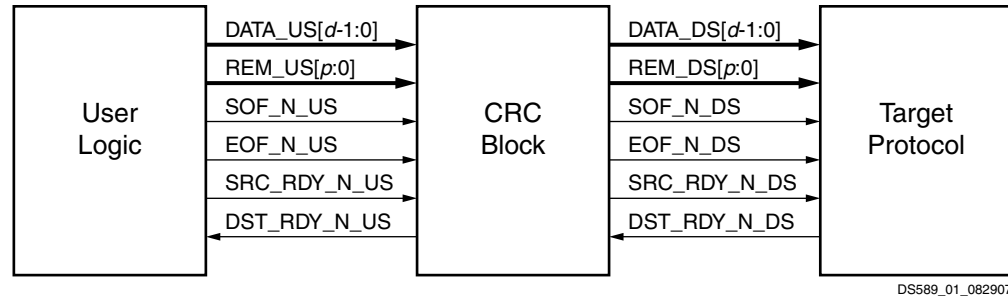 User
Logic
DATA_US[d-1:0]
REM_US[p:0]
SOF_N_US
EOF_N_US
SRC_RDY_N_US
DST_RDY_N_US
CRC
Block
DATA_DS[d-1:0]
REM_DS[p:0]
SOF_N_DS
EOF_N_DS
SRC_RDY_N_DS
DST_RDY_N_DS
Target
Protocol
DS589_01_082907